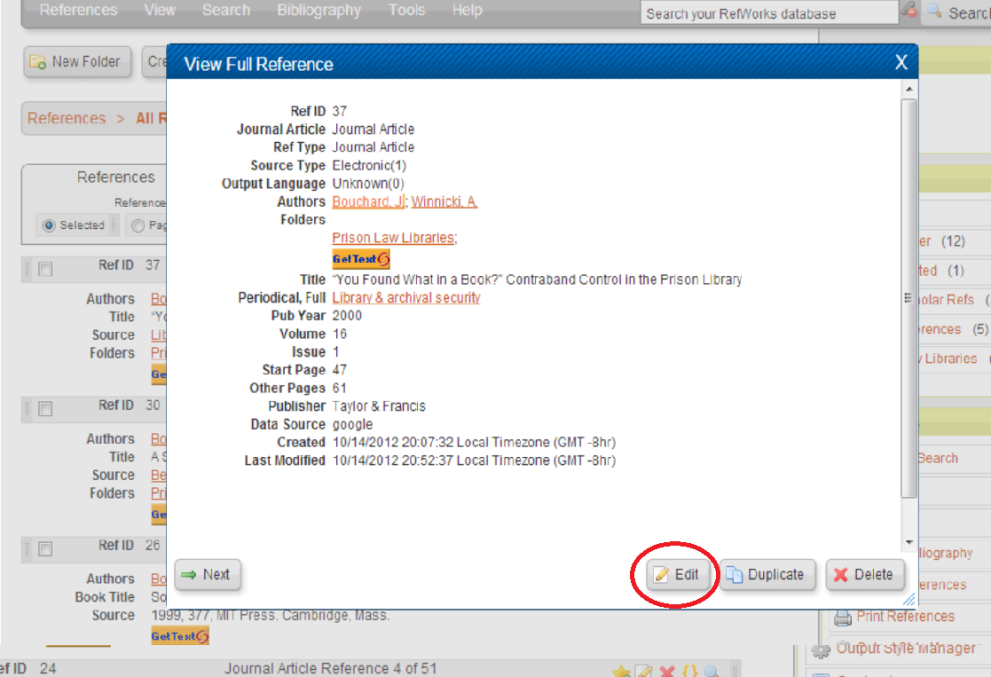 References View Search Bibliography Tools Help
Search your RefWorks database
Search
New Folder
View Full Reference X
References > All R
Ref ID 37
Journal Article Journal Article
Ref Type Journal Article
Source Type Electronic(1)
Output Language Unknown(0)
Authors Bouchard, J; Winnicki, A.
Folders
Prison Law Libraries;
GetText
Title "You Found What in a Book?" Contraband Control in the Prison Library
Periodical, Full Library & archival security
Pub Year 2000
Volume 16
Issue 1
Start Page 47
Other Pages 61
Publisher Taylor & Francis
Data Source google
Created 10/14/2012 20:07:32 Local Timezone (GMT -8hr)
Last Modified 10/14/2012 20:52:37 Local Timezone (GMT -8hr)
Next
Edit
Duplicate
Delete
References
Reference
Selected Pag
Ref ID 37
Authors Bo
Title "Yo
Source Lib
Folders Pri
Ge
Ref ID 30
Authors Bo
Title A S
Source Be
Folders Pri
Ge
Ref ID 26
Authors Bo
Book Title So
Source 1999, 377, MIT Press, Cambridge, Mass.
GetText
ef ID 24 Journal Article Reference 4 of 51
er (12)
ted (1)
olar Refs (
rences (5)
v Libraries
Search
liography
erences
Print References
Output Style Manager